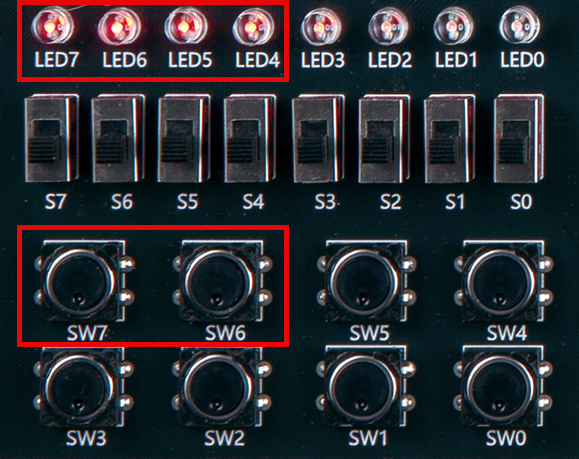 LED7 LED6 LED5 LED4 LED3 LED2 LED1 LED0
S7 S6 S5 S4 S3 S2 S1 S0
SW7 SW6 SW5 SW4
SW3 SW2 SW1 SW0